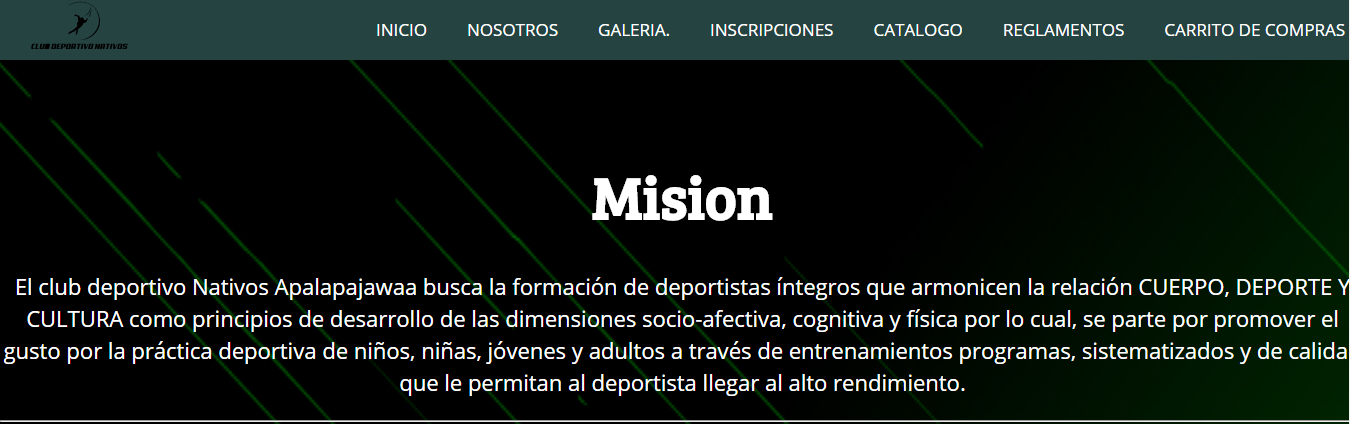 CLUB DEPORTIVO NATIVOS
INICIO NOSOTROS GALERIA. INSCRIPCIONES CATALOGO REGLAMENTOS CARRITO DE COMPRAS
Mision
El club deportivo Nativos Apalapajawaa busca la formación de deportistas íntegros que armonicen la relación CUERPO, DEPORTE Y
CULTURA como principios de desarrollo de las dimensiones socio-afectiva, cognitiva y física por lo cual, se parte por promover el
gusto por la práctica deportiva de niños, niñas, jóvenes y adultos a través de entrenamientos programas, sistematizados y de calida
que le permitan al deportista llegar al alto rendimiento.